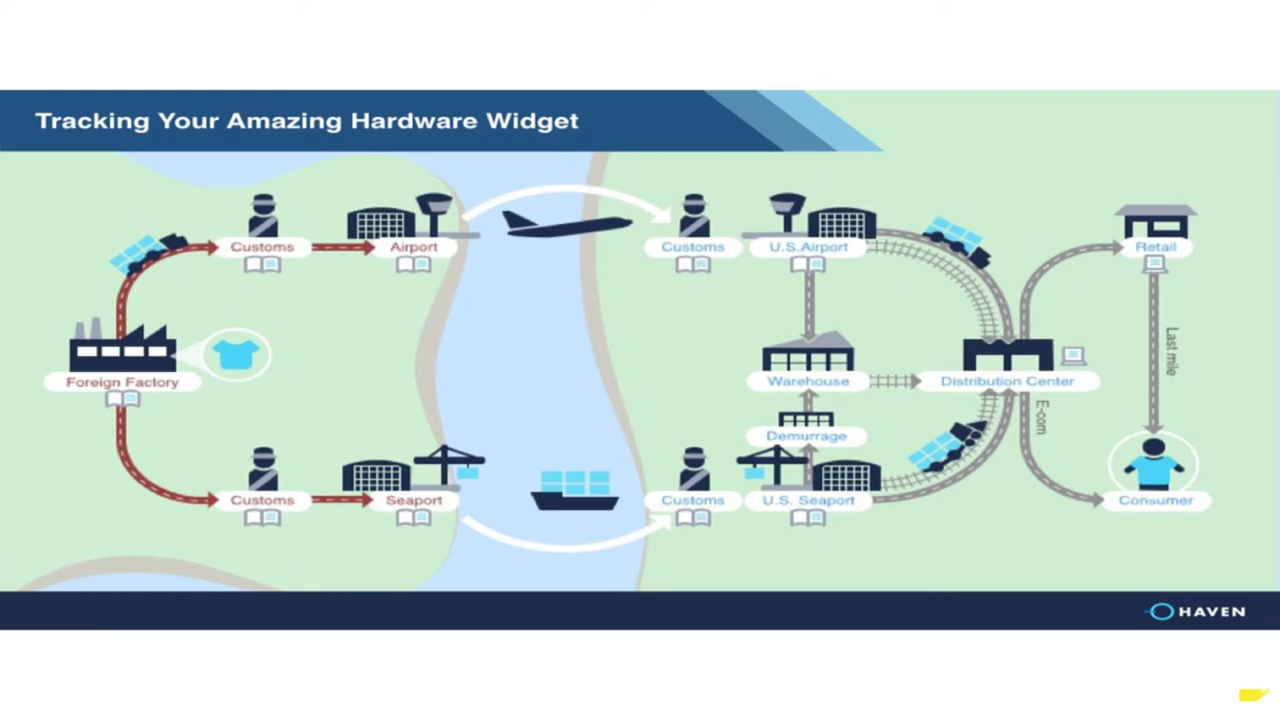 Tracking Your Amazing Hardware Widget
Customs
Airport
Customs
U.S.Airport
Retail
Foreign Factory
Warehouse
Distribution Center
Last mile
E-com
Demurrage
Customs
Seaport
Customs
U.S. Seaport
Consumer
HAVEN